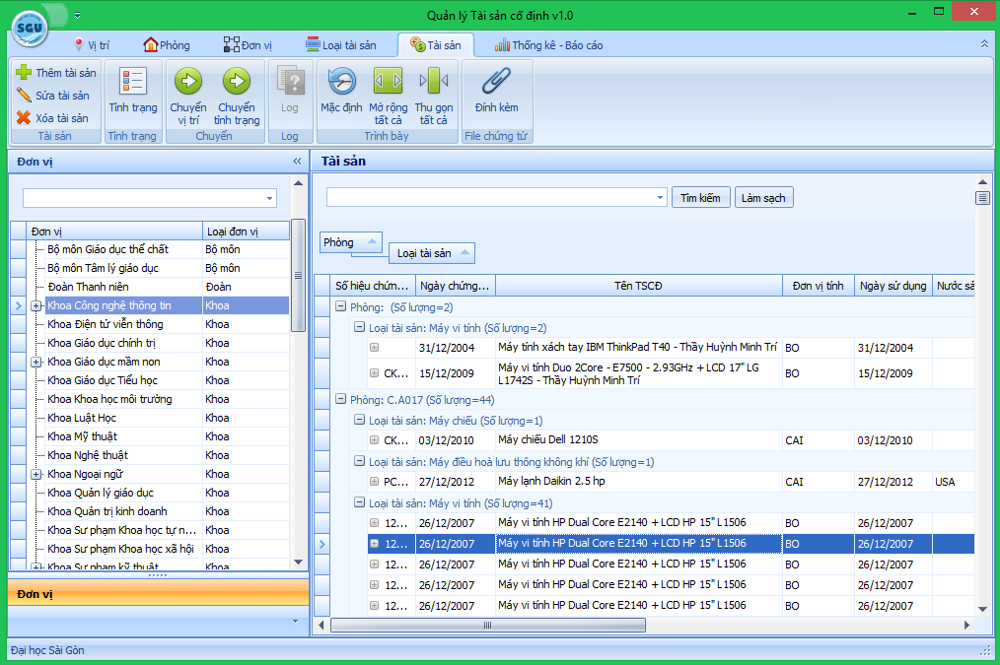 Quản lý Tài sản cố định v1.0
SGU
Vị trí
Phòng
Đơn vị
Loại tài sản
Tài sản
Thống kê - Báo cáo
Thêm tài sản
Sửa tài sản
Xóa tài sản
Tình trạng
Chuyển vị trí
Chuyển tình trạng
Log
Mặc định
Mở rộng tất cả
Thu gọn tất cả
Đính kèm
Tài sản
Tình trạng
Chuyển
Log
Trình bày
File chứng từ
Đơn vị
Đơn vị Loại đơn vị
Bộ môn Giáo dục thể chất Bộ môn
Bộ môn Tâm lý giáo dục Bộ môn
Đoàn Thanh niên Đoàn
Khoa Công nghệ thông tin Khoa
Khoa Điện tử viễn thông Khoa
Khoa Giáo dục chính trị Khoa
Khoa Giáo dục mầm non Khoa
Khoa Giáo dục Tiểu học Khoa
Khoa Khoa học môi trường Khoa
Khoa Luật Học Khoa
Khoa Mỹ thuật Khoa
Khoa Nghệ thuật Khoa
Khoa Ngoại ngữ Khoa
Khoa Quản lý giáo dục Khoa
Khoa Quản trị kinh doanh Khoa
Khoa Sư phạm Khoa học tự n... Khoa
Khoa Sư phạm Khoa học xã hội Khoa
Khoa Sư phạm kỹ thuật Khoa
Đơn vị
Tài sản
Tìm kiếm Làm sạch
Phòng
Loại tài sản
Số hiệu chứn... Ngày chứng... Tên TSCĐ Đơn vị tính Ngày sử dụng Nước sả
Phòng: (Số lượng=2)
Loại tài sản: Máy vi tính (Số lượng=2)
31/12/2004 Máy tính xách tay IBM ThinkPad T40 - Thầy Huỳnh Minh Trí BO 31/12/2004
CK... 15/12/2009 Máy vi tính Duo 2Core - E7500 - 2.93GHz + LCD 17" LG BO 15/12/2009
L1742S - Thầy Huỳnh Minh Trí
Phòng: C.A017 (Số lượng=44)
Loại tài sản: Máy chiếu (Số lượng=1)
CK... 03/12/2010 Máy chiếu Dell 1210S CAI 03/12/2010
Loại tài sản: Máy điều hoà lưu thông không khí (Số lượng=1)
PC... 27/12/2012 Máy lạnh Daikin 2.5 hp CAI 27/12/2012 USA
Loại tài sản: Máy vi tính (Số lượng=41)
12... 26/12/2007 Máy vi tính HP Dual Core E2140 +LCD HP 15" L1506 BO 26/12/2007
12... 26/12/2007 Máy vi tính HP Dual Core E2140 +LCD HP 15" L1506 BO 26/12/2007
12... 26/12/2007 Máy vi tính HP Dual Core E2140 +LCD HP 15" L1506 BO 26/12/2007
12... 26/12/2007 Máy vi tính HP Dual Core E2140 +LCD HP 15" L1506 BO 26/12/2007
12... 26/12/2007 Máy vi tính HP Dual Core E2140 +LCD HP 15" L1506 BO 26/12/2007
Đại học Sài Gòn